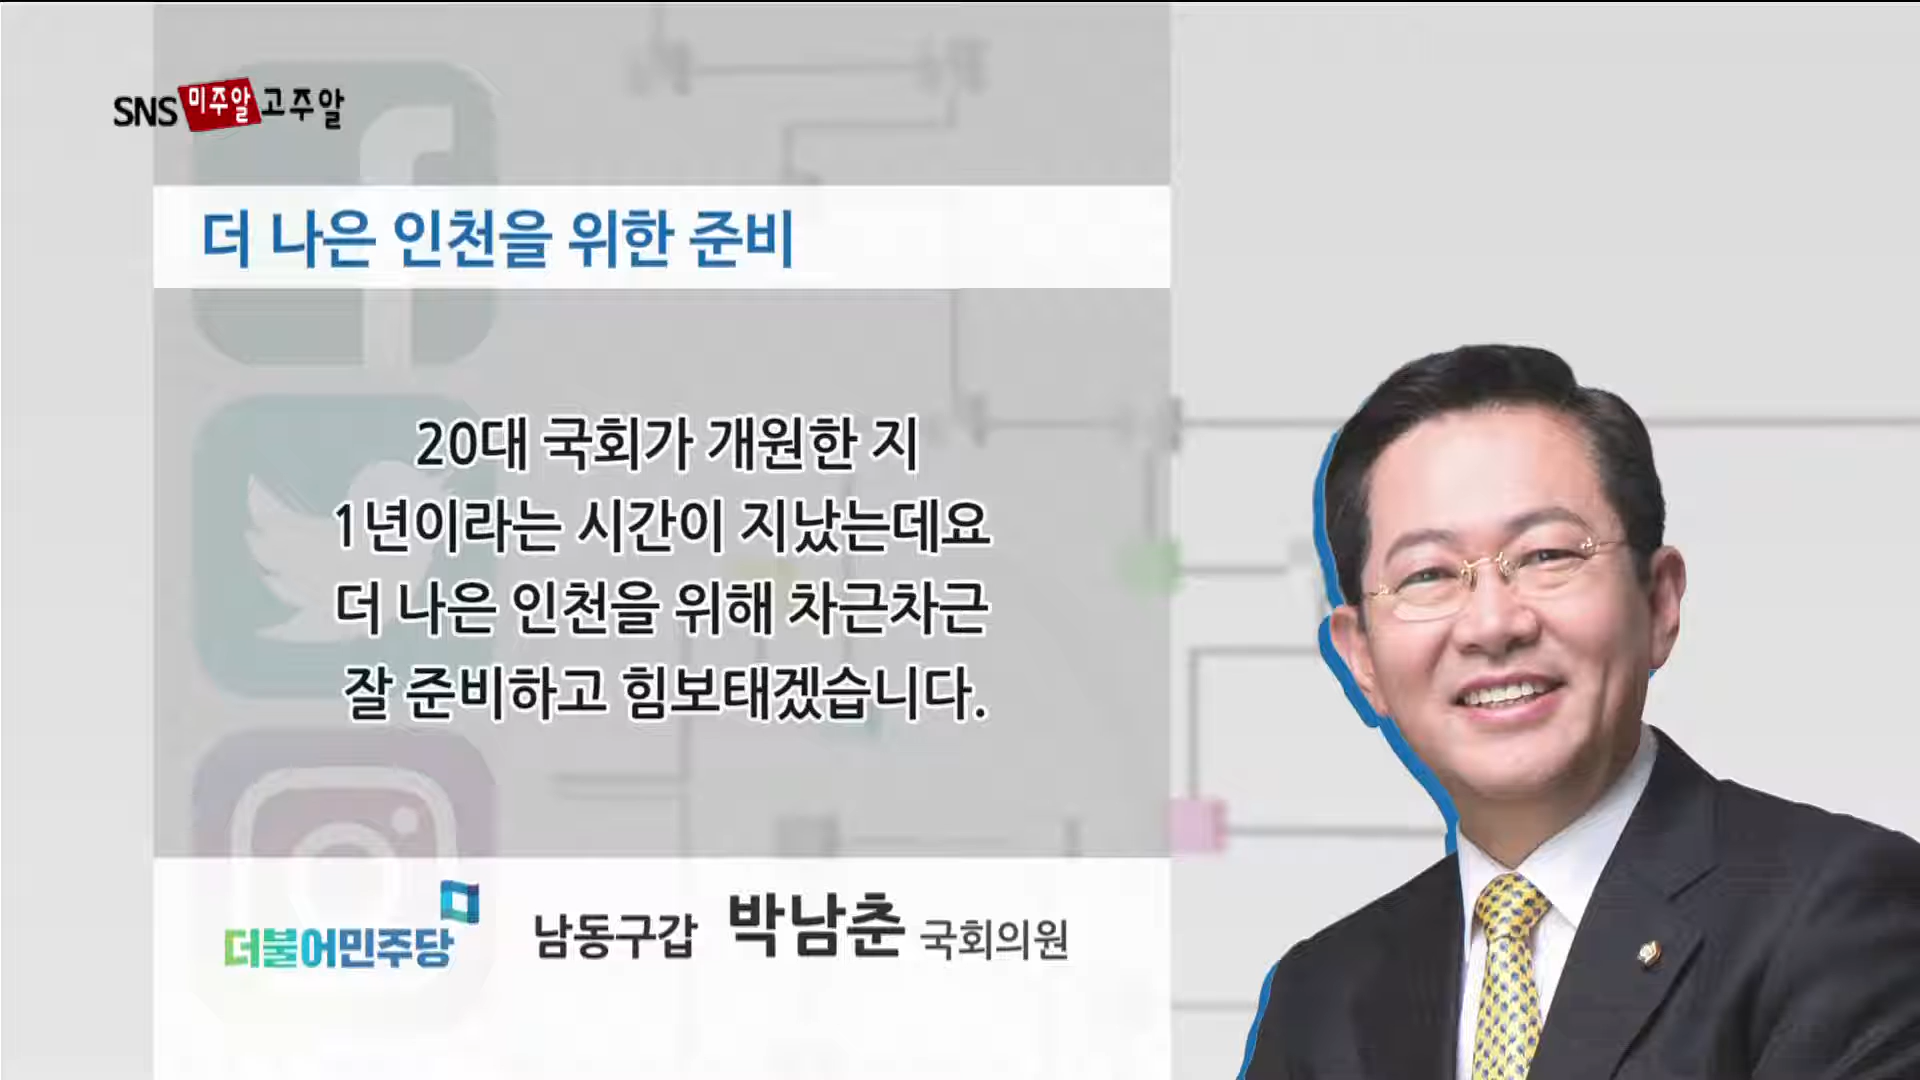 SNS 미주알고주알
더 나은 인천을 위한 준비
20대 국회가 개원한 지
1년이라는 시간이 지났는데요
더 나은 인천을 위해 차근차근
잘 준비하고 힘보태겠습니다.
더불어민주당 남동구갑 박남춘 국회의원